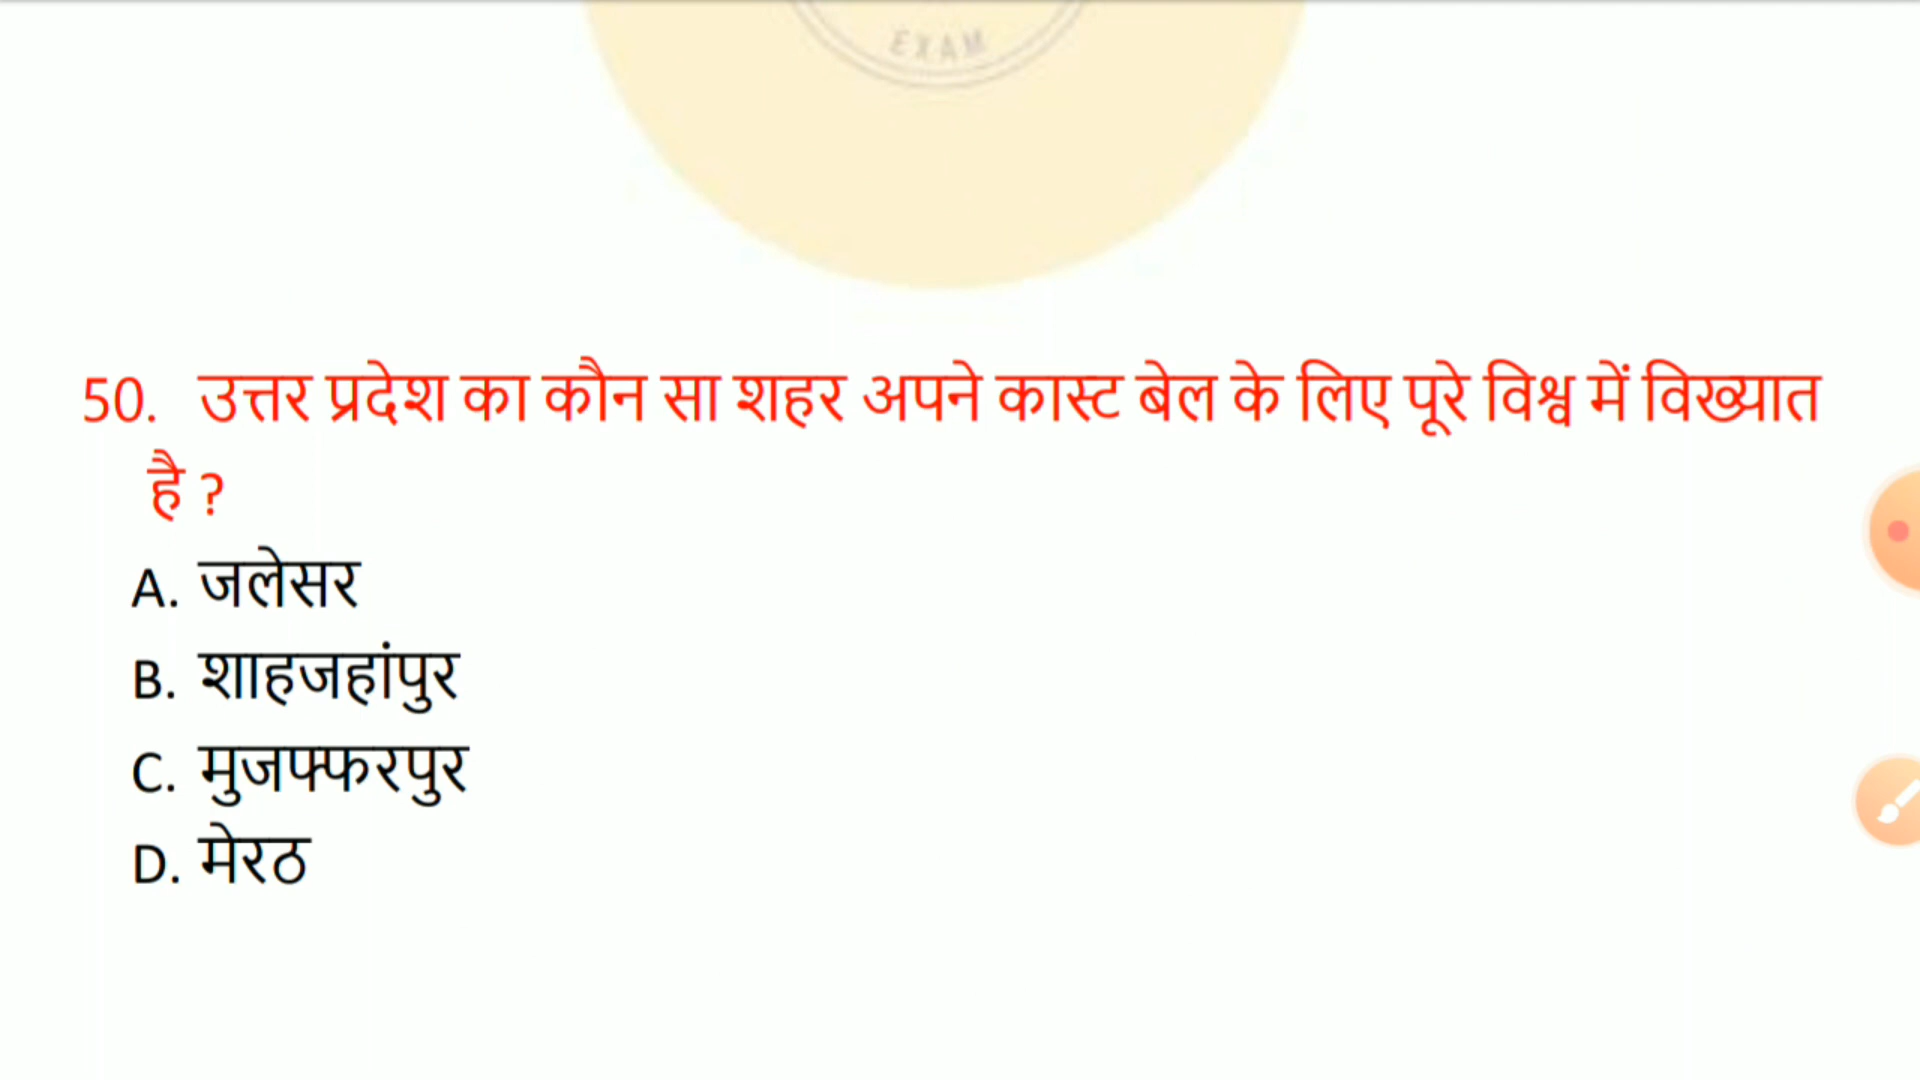 EXAM
50. उत्तर प्रदेश का कौन सा शहर अपने कास्ट बेल के लिए पूरे विश्व में विख्यात
है ?
A. जलेसर
B. शाहजहांपुर
C. मुजफ्फरपुर
D. मेरठ